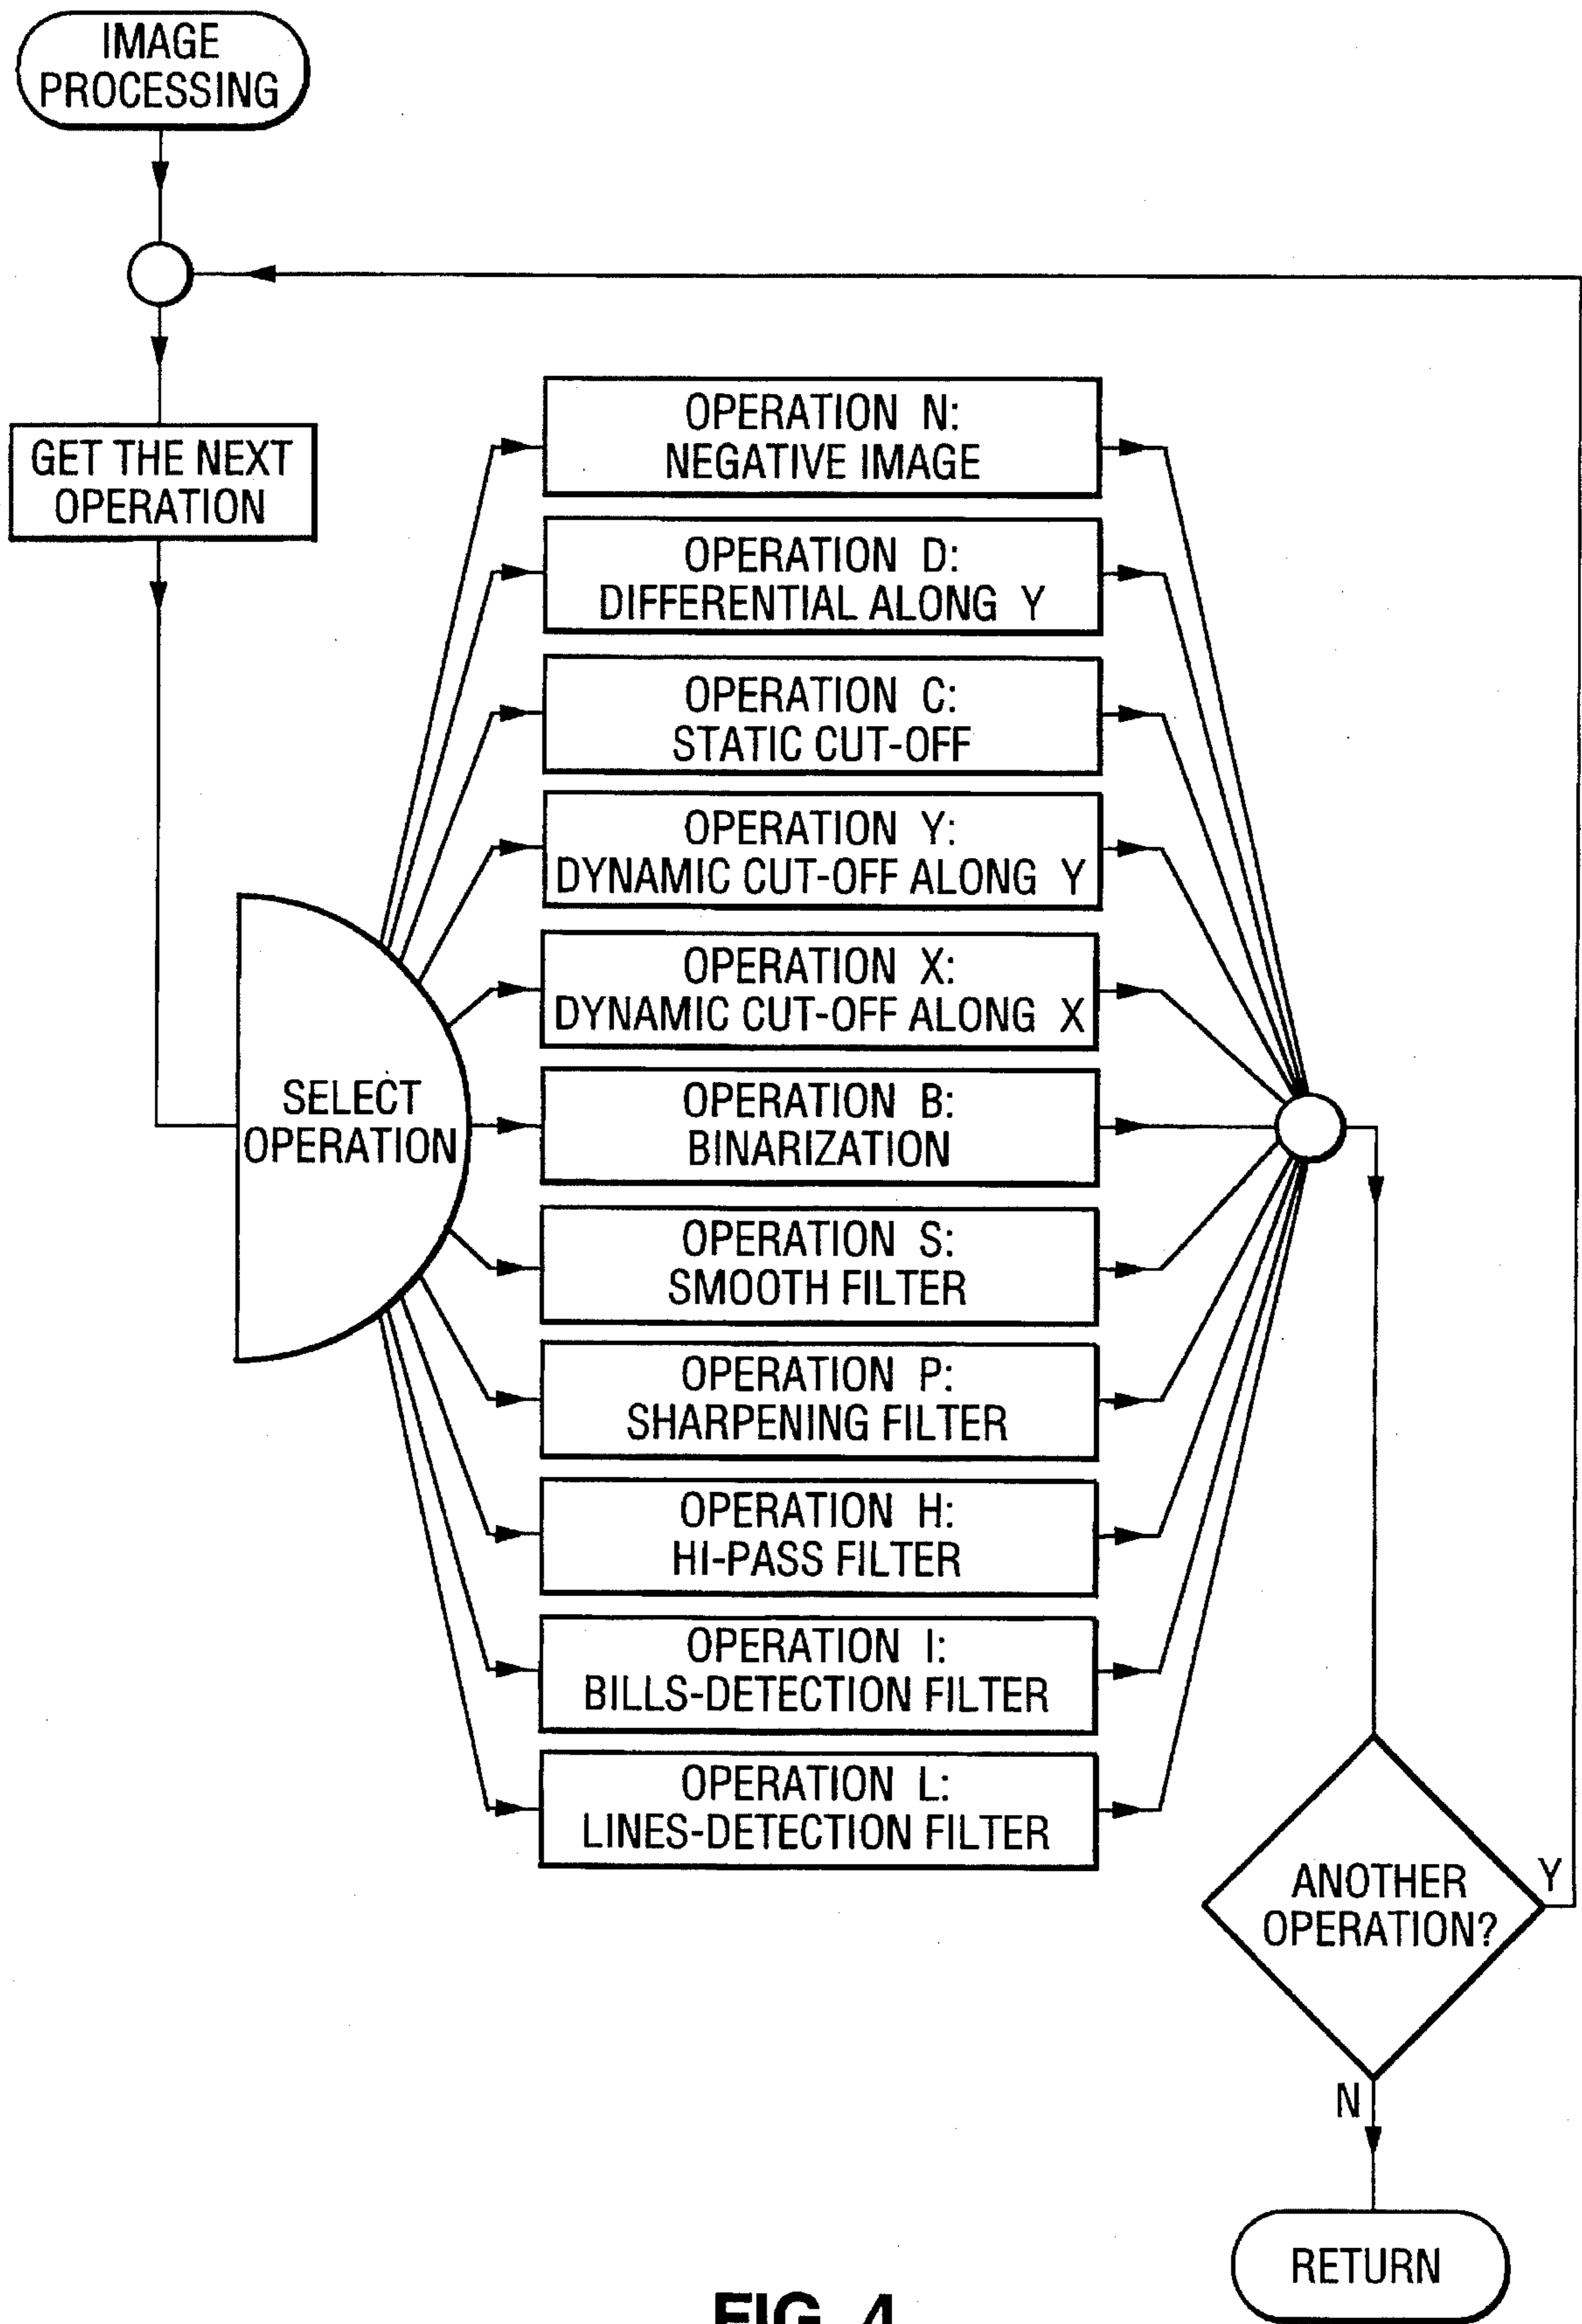 IMAGE
PROCESSING
GET THE NEXT
OPERATION
SELECT
OPERATION
OPERATION N:
NEGATIVE IMAGE
OPERATION D:
DIFFERENTIAL ALONG Y
OPERATION C:
STATIC CUT-OFF
OPERATION Y:
DYNAMIC CUT-OFF ALONG Y
OPERATION X:
DYNAMIC CUT-OFF ALONG X
OPERATION B:
BINARIZATION
OPERATION S:
SMOOTH FILTER
OPERATION P:
SHARPENING FILTER
OPERATION H:
HI-PASS FILTER
OPERATION I:
BILLS-DETECTION FILTER
OPERATION L:
LINES-DETECTION FILTER
ANOTHER
OPERATION?
Y
N
RETURN
FIG. 4